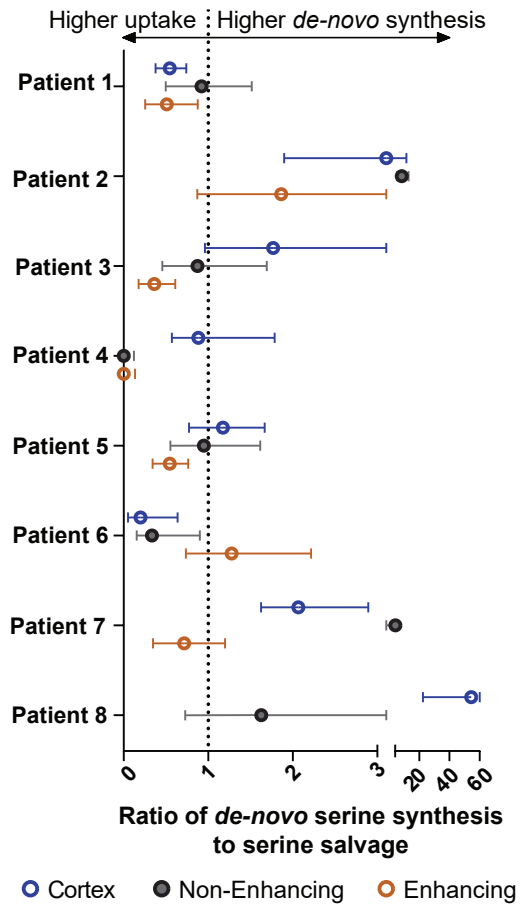 Higher uptake Higher de-novo synthesis
Patient 1
Patient 2
Patient 3
Patient 4
Patient 5
Patient 6
Patient 7
Patient 8
0 1 2 3 20 40 60
Ratio of de-novo serine synthesis
to serine salvage
Cortex Non-Enhancing Enhancing